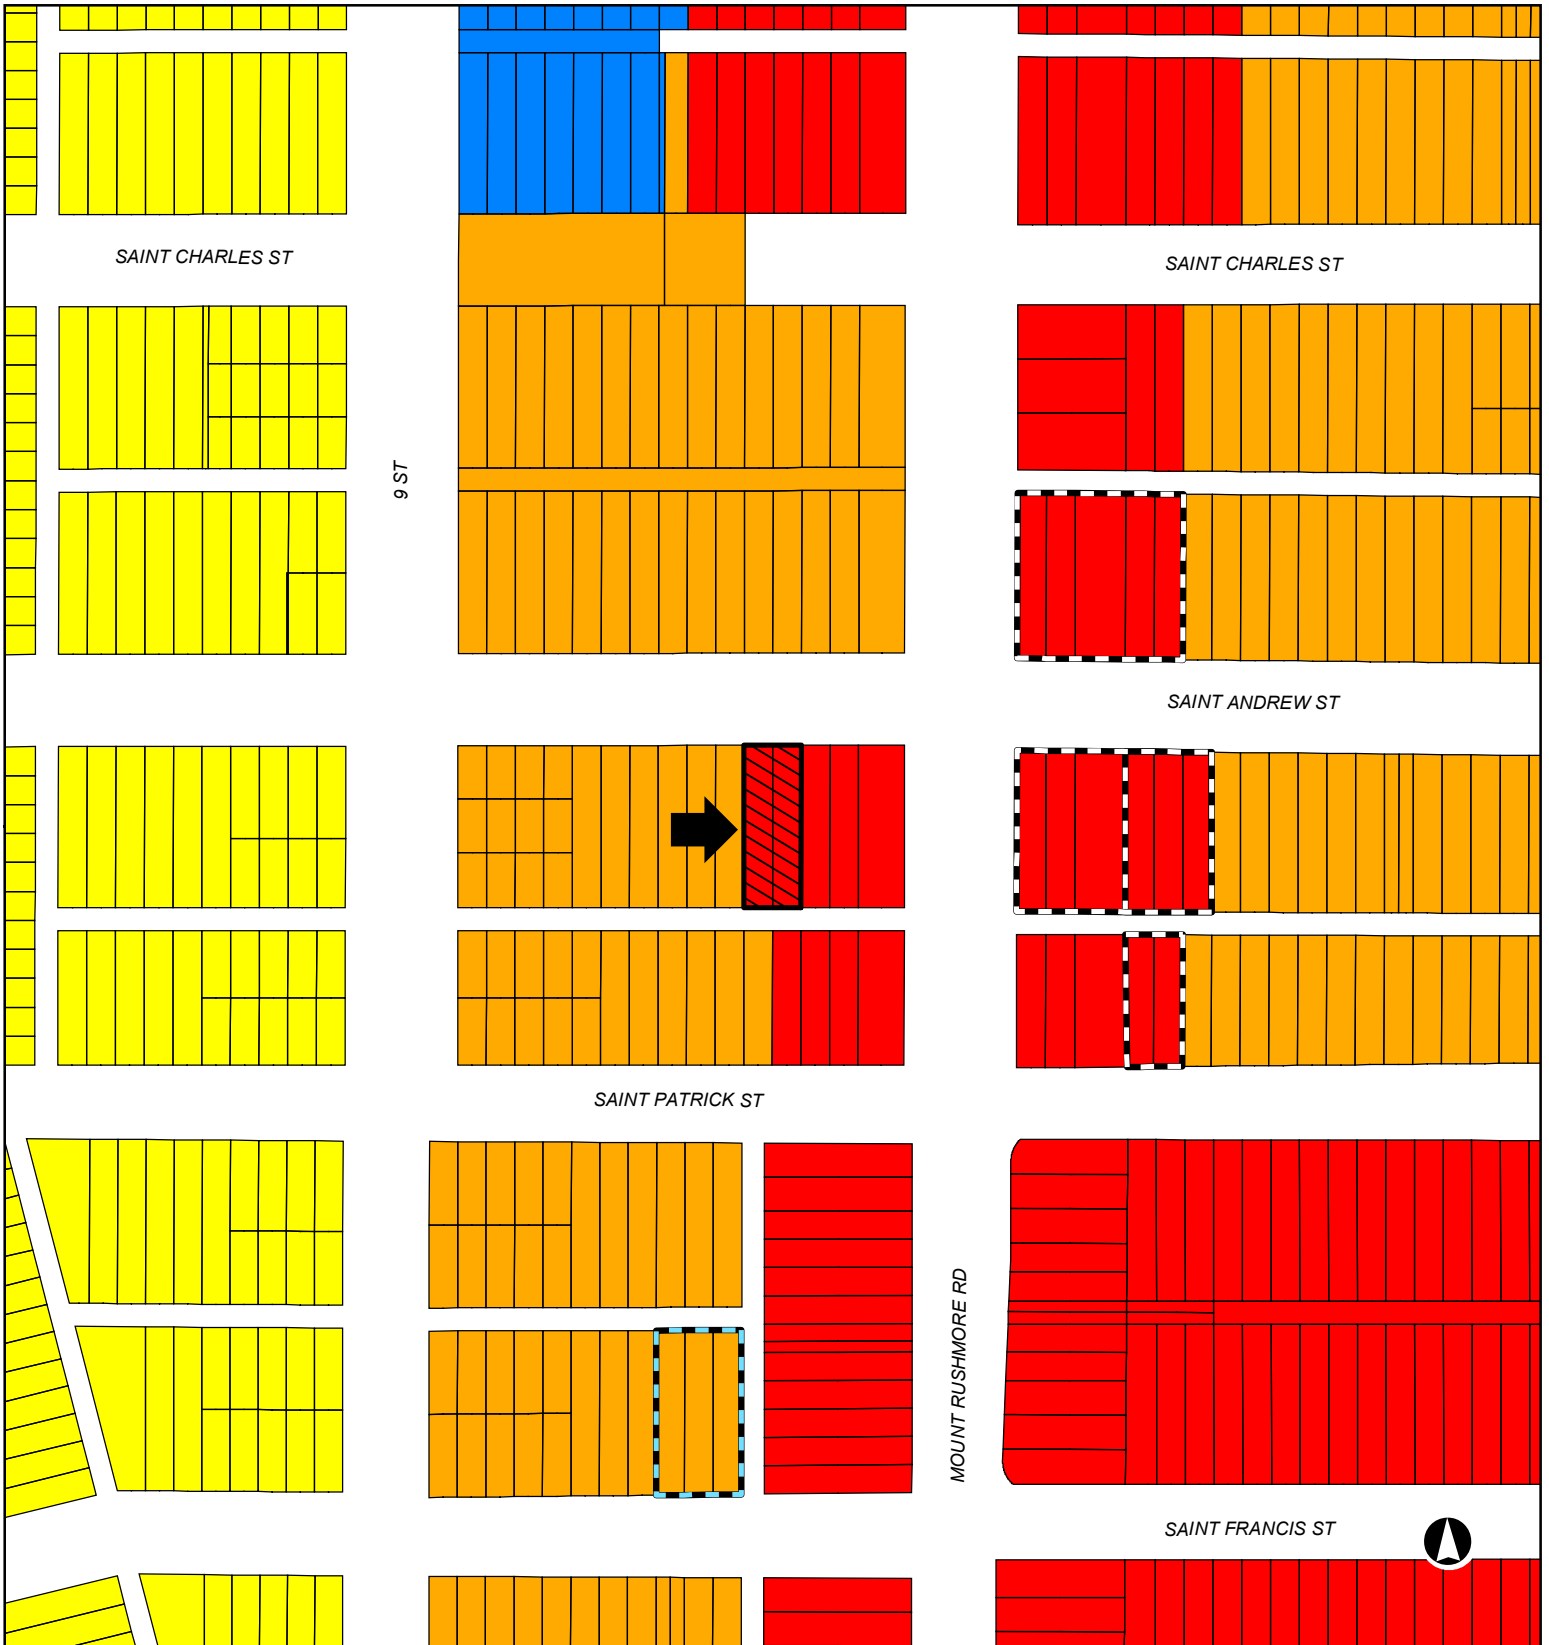 SAINT CHARLES ST
SAINT CHARLES ST
9 ST
SAINT ANDREW ST
SAINT PATRICK ST
MOUNT RUSHMORE RD
SAINT FRANCIS ST